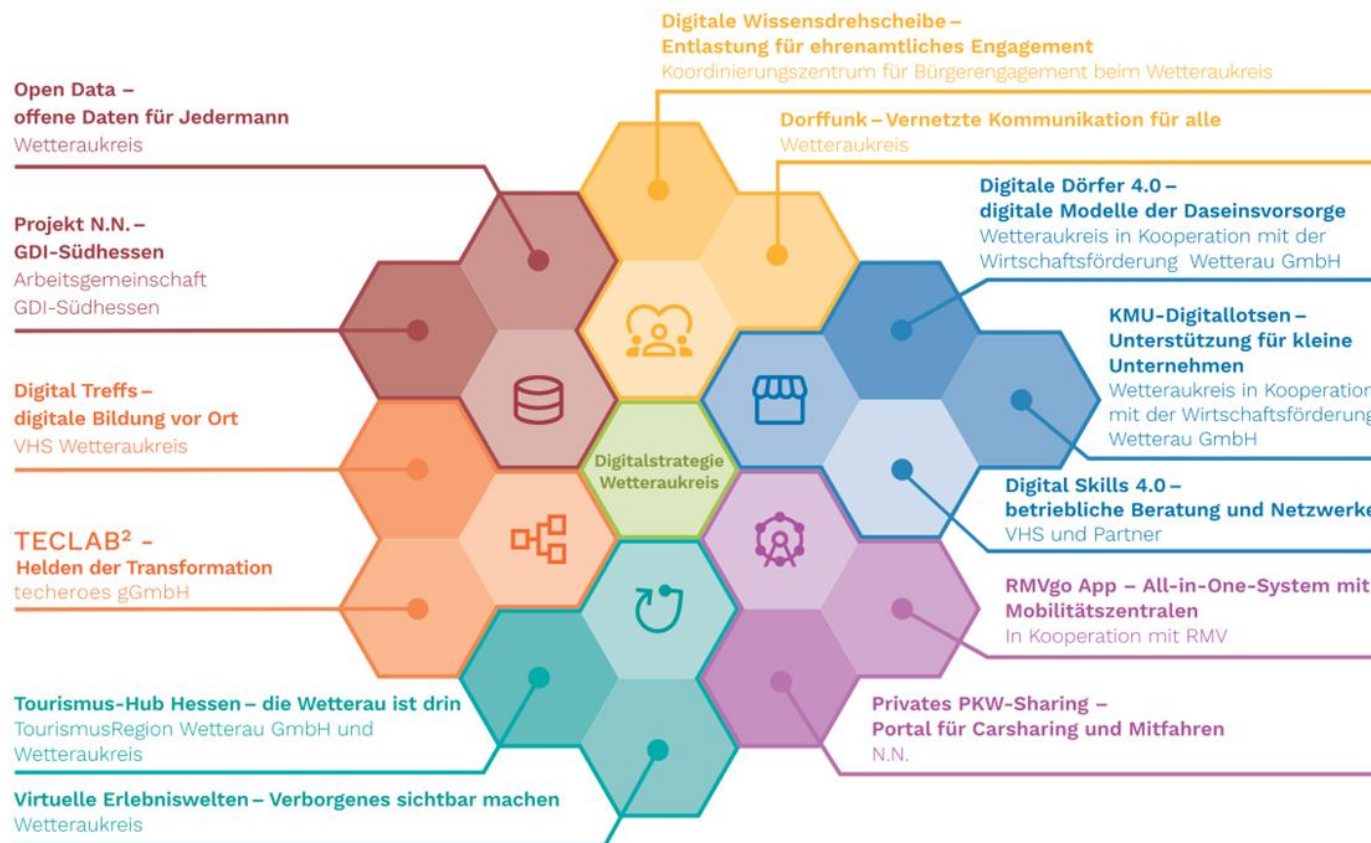 Digitale Wissensdrehscheibe –
Entlastung für ehrenamtliches Engagement
Koordinierungszentrum für Bürgerengagement beim Wetteraukreis
Open Data –
offene Daten für Jedermann
Wetteraukreis
Dorffunk – Vernetzte Kommunikation für alle
Wetteraukreis
Digitale Dörfer 4.0 –
digitale Modelle der Daseinsvorsorge
Wetteraukreis in Kooperation mit der
Wirtschaftsförderung Wetterau GmbH
Projekt N.N. –
GDI-Südhessen
Arbeitsgemeinschaft
GDI-Südhessen
KMU-Digitallotsen –
Unterstützung für kleine
Unternehmen
Wetteraukreis in Kooperation
mit der Wirtschaftsförderung
Wetterau GmbH
Digital Treffs –
digitale Bildung vor Ort
VHS Wetteraukreis
Digitalstrategie
Wetteraukreis
Digital Skills 4.0 –
betriebliche Beratung und Netzwerke
VHS und Partner
TECLAB² -
Helden der Transformation
techeroes gGmbH
RMVgo App – All-in-One-System mit
Mobilitätszentralen
In Kooperation mit RMV
Tourismus-Hub Hessen – die Wetterau ist drin
TourismusRegion Wetterau GmbH und
Wetteraukreis
Privates PKW-Sharing –
Portal für Carsharing und Mitfahren
N.N.
Virtuelle Erlebniswelten – Verborgenes sichtbar machen
Wetteraukreis